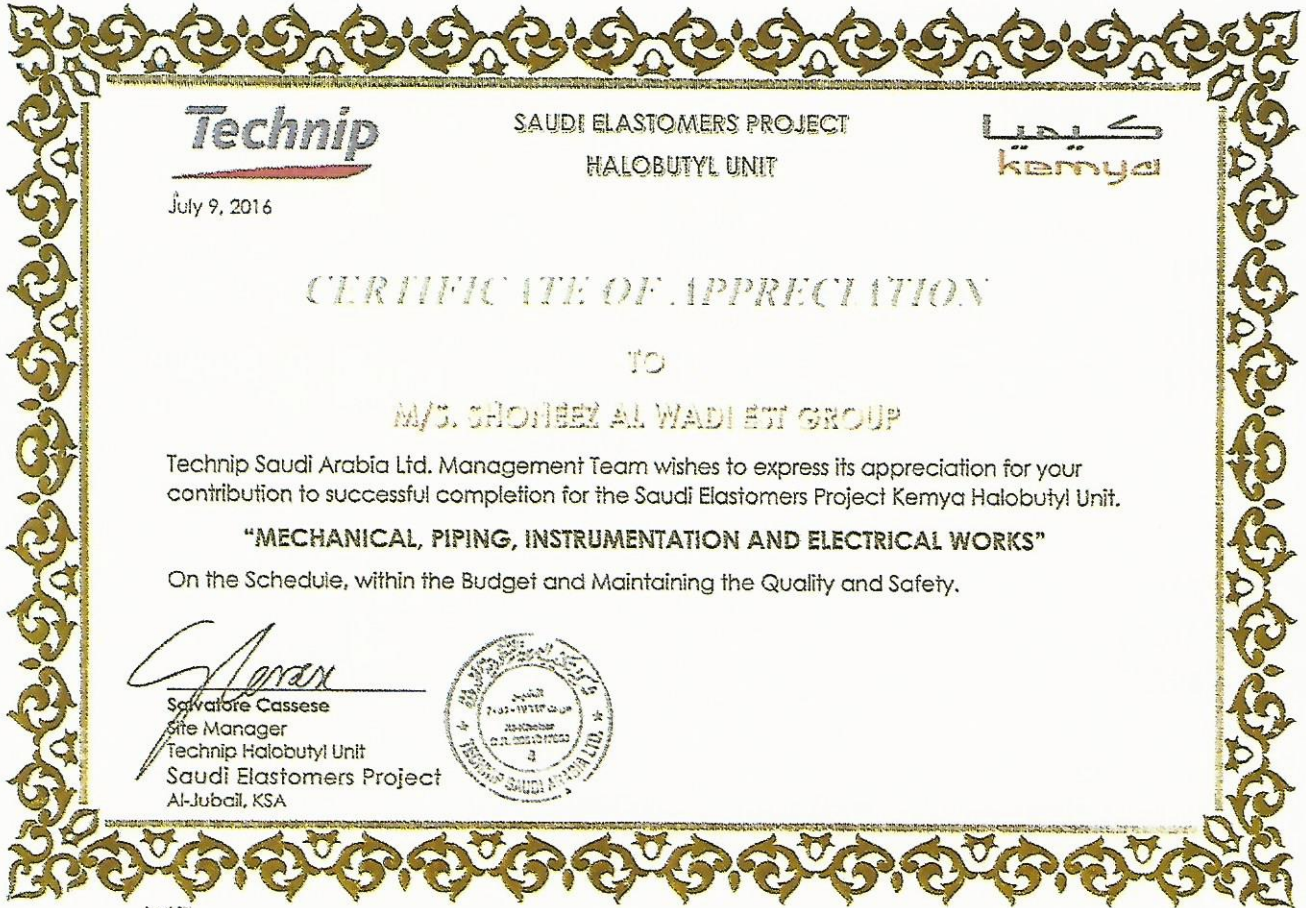 Technip
SAUDI ELASTOMERS PROJECT
HALOBUTYL UNIT
كيميا
kemya
July 9, 2016
CERTIFICATE OF APPRECIATION
TO
M/S. SHONEEZ AL WADI EST GROUP
Technip Saudi Arabia Ltd. Management Team wishes to express its appreciation for your
contribution to successful completion for the Saudi Elastomers Project Kemya Halobutyl Unit.
"MECHANICAL, PIPING, INSTRUMENTATION AND ELECTRICAL WORKS"
On the Schedule, within the Budget and Maintaining the Quality and Safety.
Salvatore Cassese
Site Manager
Technip Halobutyl Unit
Saudi Elastomers Project
Al-Jubail, KSA
الخبر
Al-Khobar
TECHNIP SAUDI ARABIA LTD.